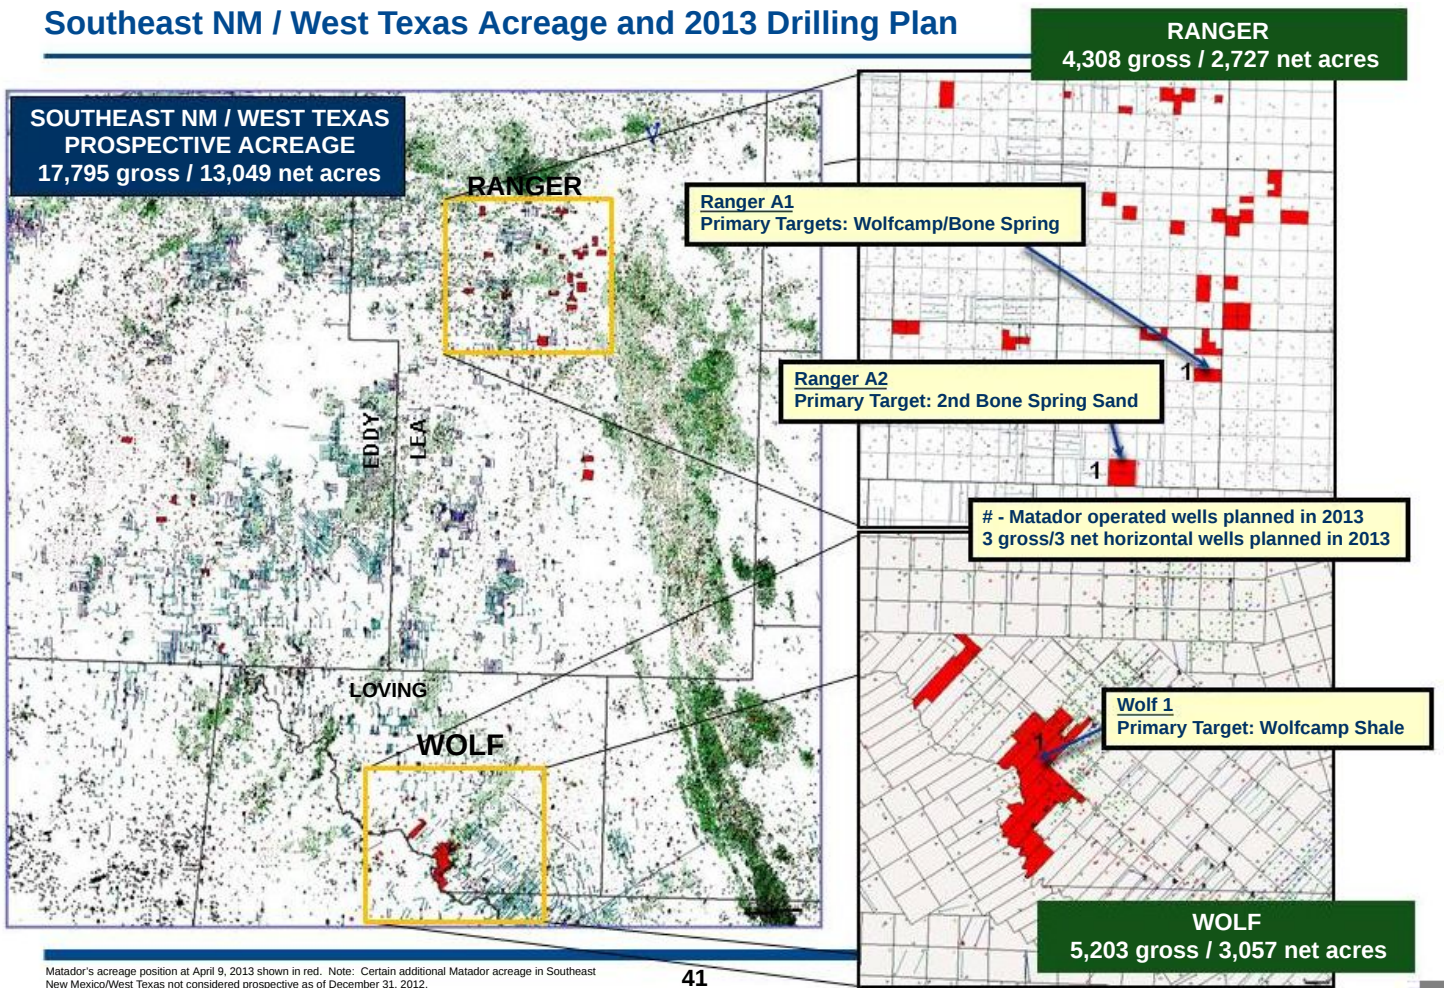 Southeast NM / West Texas Acreage and 2013 Drilling Plan
RANGER
4,308 gross / 2,727 net acres
SOUTHEAST NM / WEST TEXAS
PROSPECTIVE ACREAGE
17,795 gross / 13,049 net acres
RANGER
Ranger A1
Primary Targets: Wolfcamp/Bone Spring
1
Ranger A2
Primary Target: 2nd Bone Spring Sand
1
EDDY
LEA
# - Matador operated wells planned in 2013
3 gross/3 net horizontal wells planned in 2013
LOVING
WOLF
Wolf 1
Primary Target: Wolfcamp Shale
1
WOLF
5,203 gross / 3,057 net acres
Matador's acreage position at April 9, 2013 shown in red. Note: Certain additional Matador acreage in Southeast
New Mexico/West Texas not considered prospective as of December 31, 2012.
41